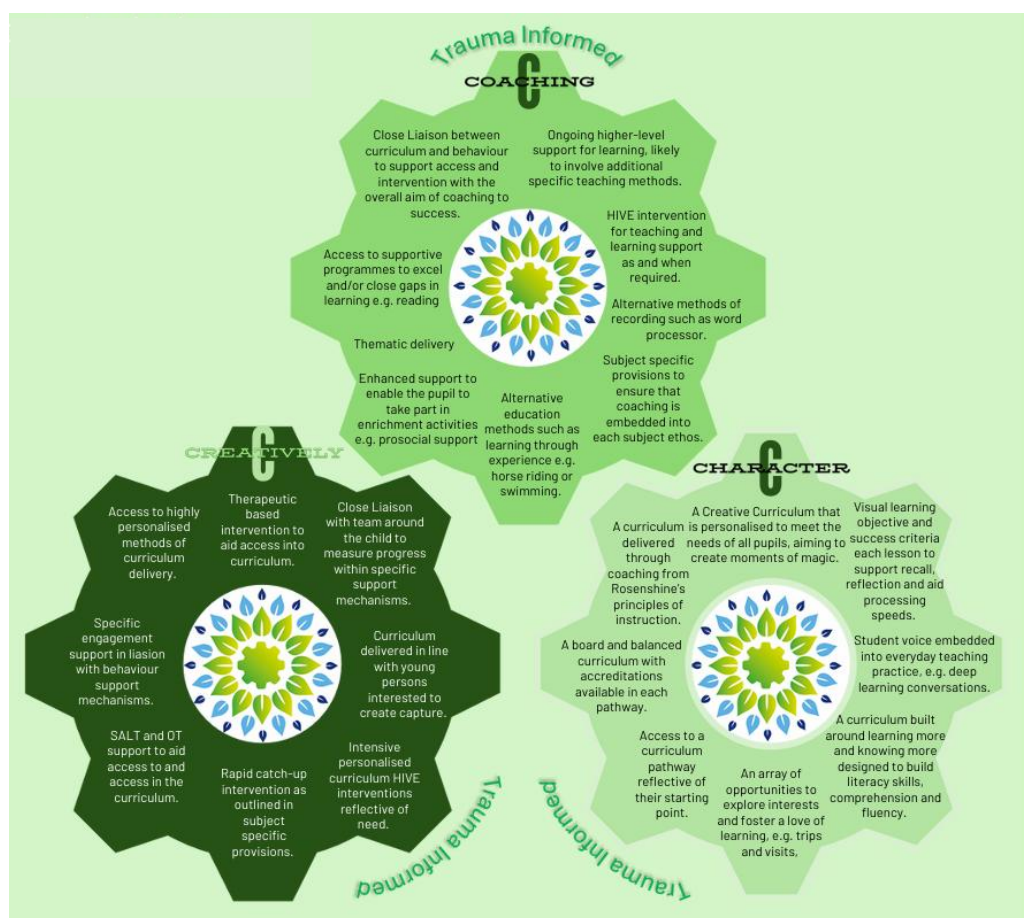 Trauma Informed
COACHING
C
Close Liaison between
curriculum and behaviour
to support access and
intervention with the
overall aim of coaching to
success.
Ongoing higher-level
support for learning, likely
to involve additional
specific teaching methods.
HIVE intervention
for teaching and
learning support
as and when
required.
Access to supportive
programmes to excel
and/or close gaps in
learning e.g. reading
Alternative methods of
recording such as word
processor.
Thematic delivery
Subject specific
provisions to
ensure that
coaching is
embedded into
each subject ethos.
Enhanced support to
enable the pupil to
take part in
enrichment activities
e.g. prosocial support
Alternative
education
methods such as
learning through
experience e.g.
horse riding or
swimming.
CREATIVELY
C
Access to highly
personalised
methods of
curriculum
delivery.
Therapeutic
based
intervention to
aid access into
curriculum.
Close Liaison
with team around
the child to
measure progress
within specific
support
mechanisms.
Specific
engagement
support in liasion
with behaviour
support
mechanisms.
Curriculum
delivered in line
with young
persons
interested to
create capture.
SALT and OT
support to aid
access to and
access in the
curriculum.
Rapid catch-up
intervention as
outlined in
subject
specific
provisions.
Intensive
personalised
curriculum HIVE
interventions
reflective of
need.
Trauma Informed
CHARACTER
C
A curriculum
delivered
through
coaching from
Rosenshine's
principles of
instruction.
A Creative Curriculum that
is personalised to meet the
needs of all pupils, aiming to
create moments of magic.
Visual learning
objective and
success criteria
each lesson to
support recall,
reflection and aid
processing
speeds.
A board and balanced
curriculum with
accreditations
available in each
pathway.
Student voice embedded
into everyday teaching
practice, e.g. deep
learning conversations.
Access to a
curriculum
pathway
reflective of
their starting
point.
An array of
opportunities to
explore interests
and foster a love of
learning, e.g. trips
and visits,
A curriculum built
around learning more
and knowing more
designed to build
literacy skills,
comprehension and
fluency.
Trauma Informed